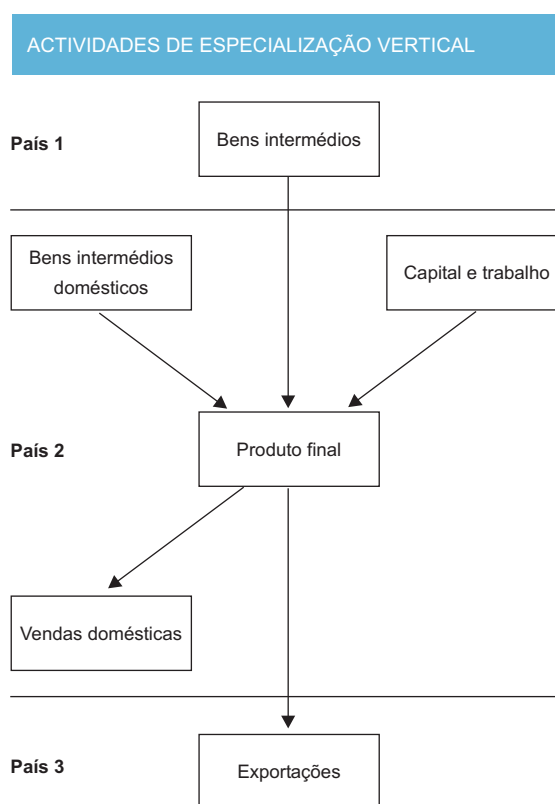 ACTIVIDADES DE ESPECIALIZAÇÃO VERTICAL
País 1
Bens intermédios
Bens intermédios
domésticos
Capital e trabalho
País 2
Produto final
Vendas domésticas
País 3
Exportações